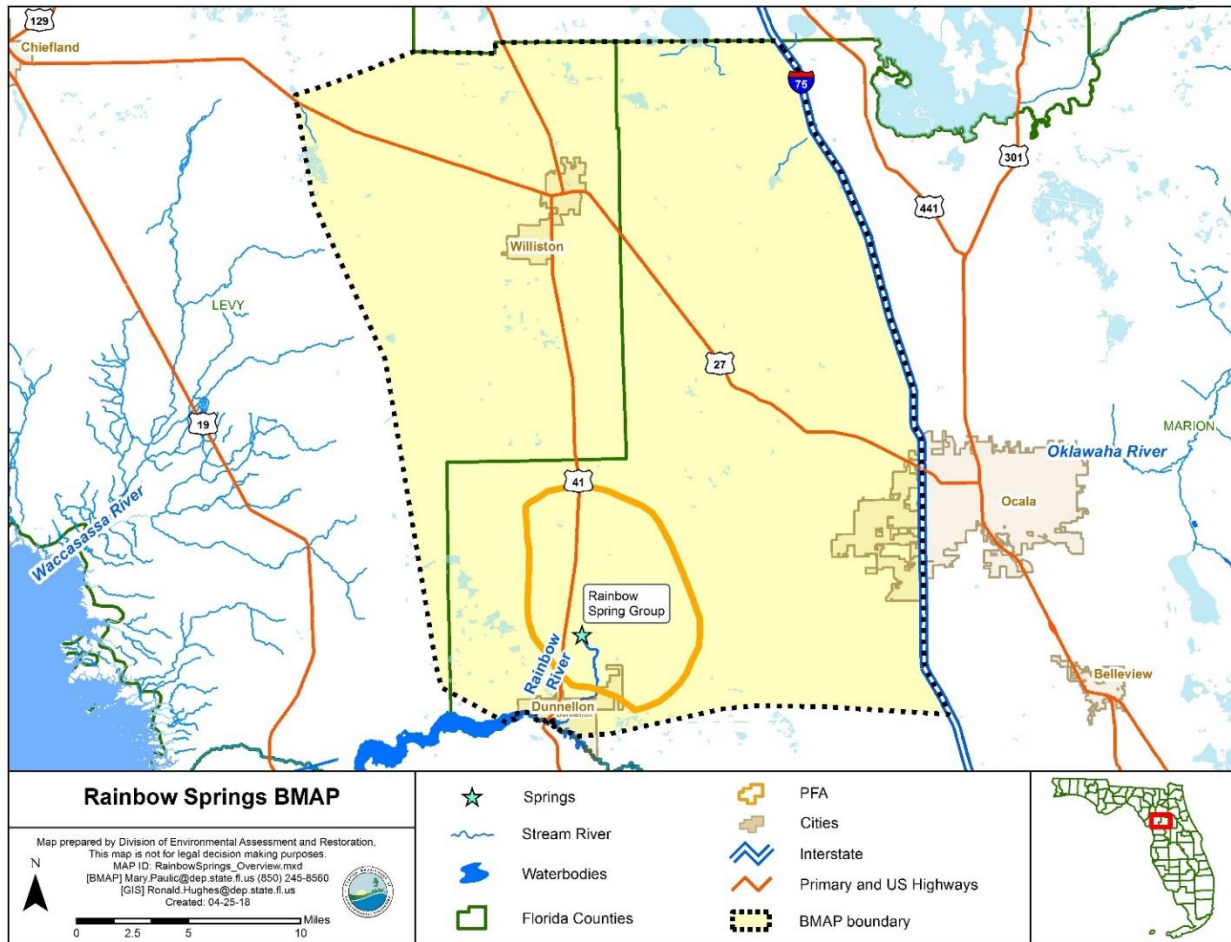 129
Chiefland
75
301
441
Williston
LEVY
27
19
MARION
Oklawaha River
41
Ocala
Waccasassa River
Rainbow
Spring Group
Rainbow
River
Belleview
Dunnellon
Rainbow Springs BMAP
Map prepared by Division of Environmental Assessment and Restoration,
This map is not for legal decision making purposes.
MAP ID: RainbowSprings_Overview.mxd
[BMAP] Mary.Paulic@dep.state.fl.us (850) 245-8560
[GIS] Ronald.Hughes@dep.state.fl.us
Created: 04-25-18
N
Miles
0 2.5 5 10
Springs
Stream River
Waterbodies
Florida Counties
PFA
Cities
Interstate
Primary and US Highways
BMAP boundary